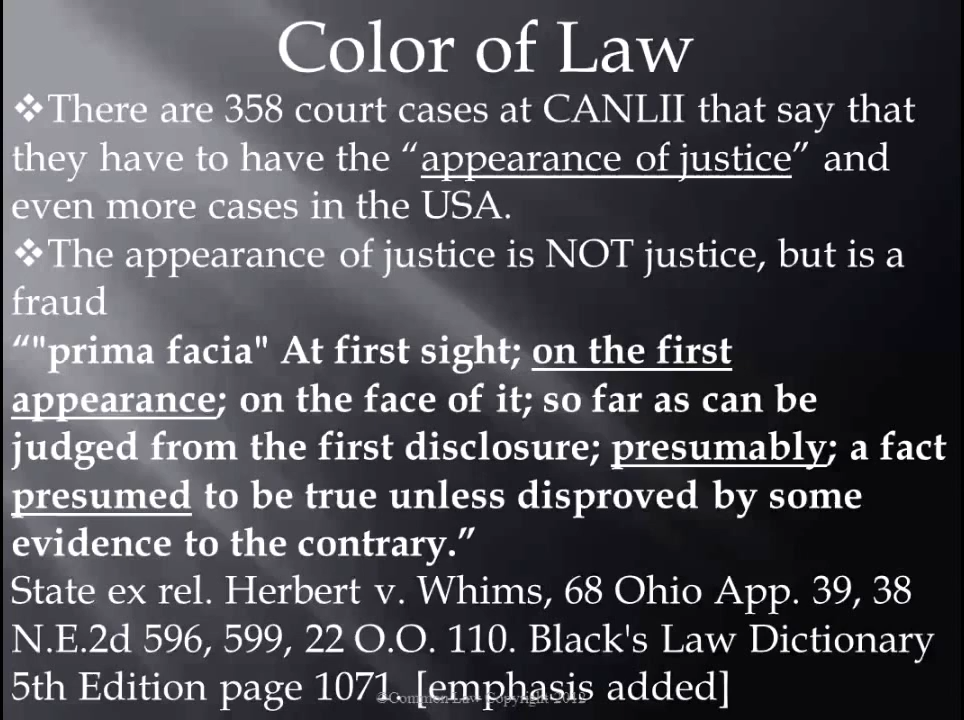 Color of Law
❖There are 358 court cases at CANLII that say that
they have to have the “appearance of justice” and
even more cases in the USA.
❖The appearance of justice is NOT justice, but is a
fraud
“"prima facia" At first sight; on the first
appearance; on the face of it; so far as can be
judged from the first disclosure; presumably; a fact
presumed to be true unless disproved by some
evidence to the contrary.”
State ex rel. Herbert v. Whims, 68 Ohio App. 39, 38
N.E.2d 596, 599, 22 O.O. 110. Black's Law Dictionary
5th Edition page 1071. [emphasis added]
©Common Law Copyright 2012